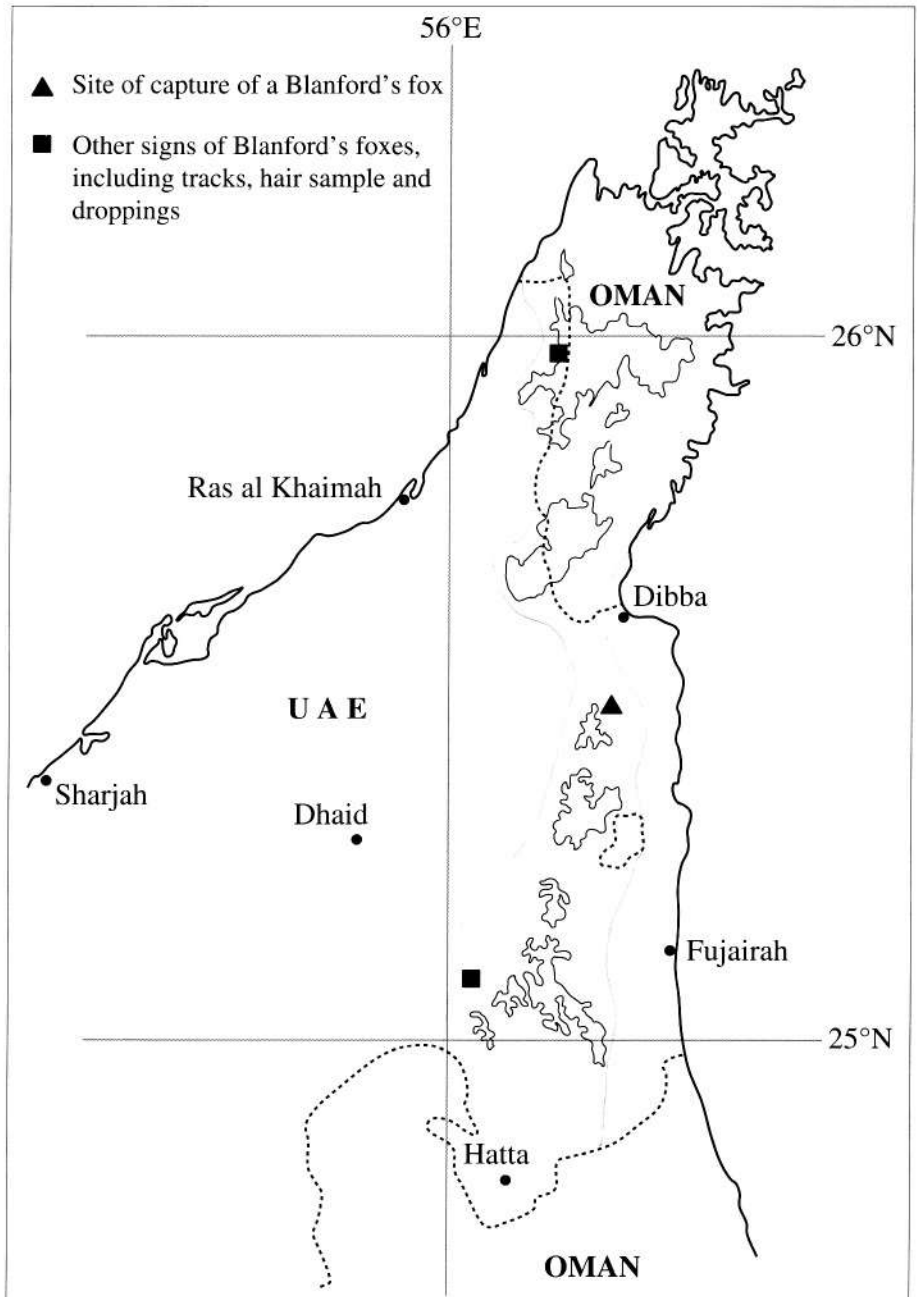 56°E
Site of capture of a Blanford's fox
Other signs of Blanford's foxes,
including tracks, hair sample and
droppings
OMAN
26°N
Ras al Khaimah
Dibba
U A E
Sharjah
Dhaid
Fujairah
25°N
Hatta
OMAN